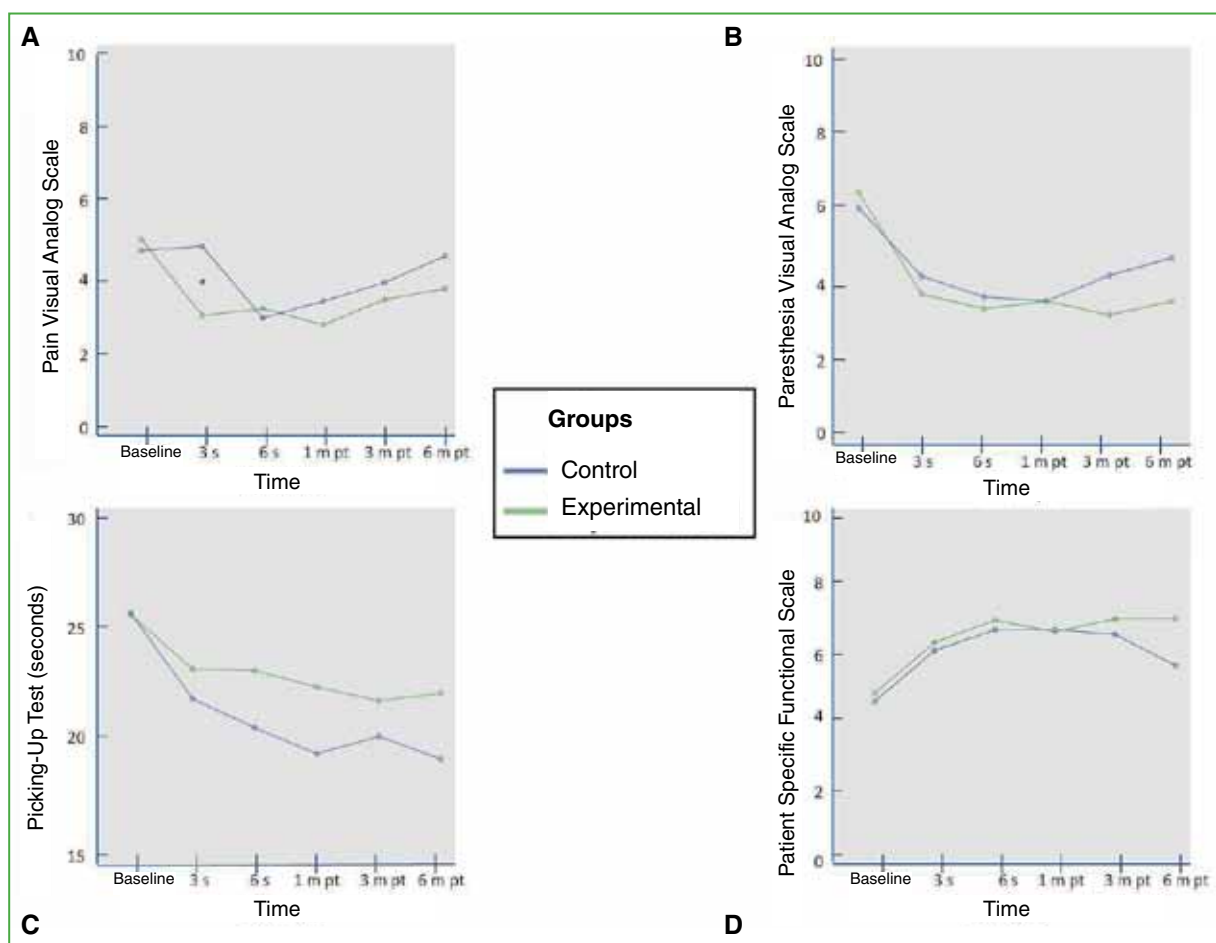 A
Pain Visual Analog Scale
10
8
6
4
2
0
*
Baseline 3 s 6 s 1 m pt 3 m pt 6 m pt
Time
B
Paresthesia Visual Analog Scale
10
8
6
4
2
0
Baseline 3 s 6 s 1 m pt 3 m pt 6 m pt
Time
Groups
Control
Experimental
Picking-Up Test (seconds)
30
25
20
15
Baseline 3 s 6 s 1 m pt 3 m pt 6 m pt
Time
C
Patient Specific Functional Scale
10
8
6
4
2
0
Baseline 3 s 6 s 1 m pt 3 m pt 6 m pt
Time
D